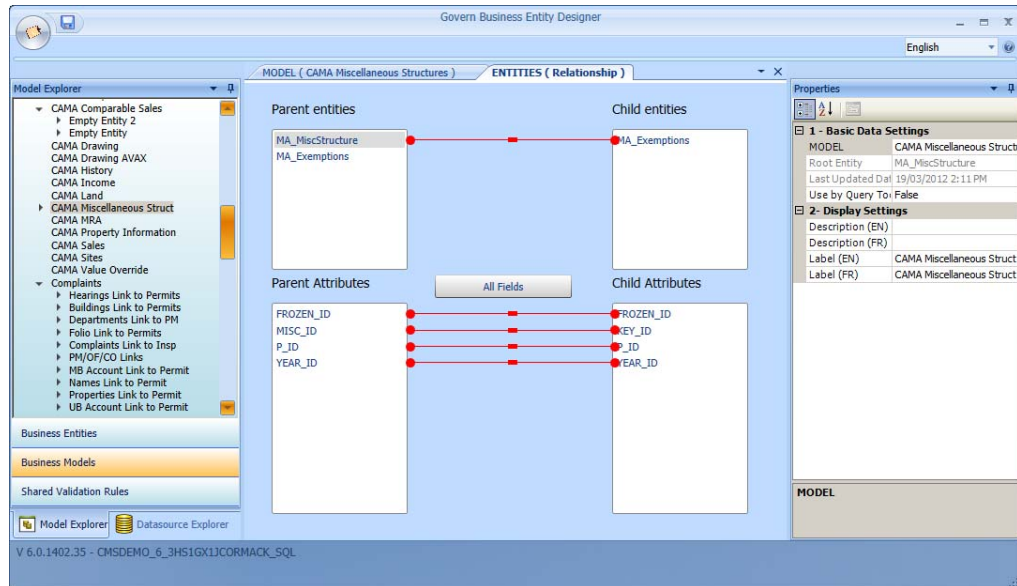 Govern Business Entity Designer
English
Model Explorer
CAMA Comparable Sales
Empty Entity 2
Empty Entity
CAMA Drawing
CAMA Drawing AVAX
CAMA History
CAMA Income
CAMA Land
CAMA Miscellaneous Struct
CAMA MRA
CAMA Property Information
CAMA Sales
CAMA Sites
CAMA Value Override
Complaints
Hearings Link to Permits
Buildings Link to Permits
Departments Link to PM
Folio Link to Permits
Complaints Link to Insp
PM/OF/CO Links
MB Account Link to Permit
Names Link to Permit
Properties Link to Permit
UB Account Link to Permit
Business Entities
Business Models
Shared Validation Rules
Model Explorer Datasource Explorer
MODEL ( CAMA Miscellaneous Structures ) ENTITIES ( Relationship )
Parent entities Child entities
MA_MiscStructure MA_Exemptions
MA_Exemptions
Parent Attributes All Fields Child Attributes
FROZEN_ID FROZEN_ID
MISC_ID KEY_ID
P_ID P_ID
YEAR_ID YEAR_ID
Properties
1 - Basic Data Settings
MODEL CAMA Miscellaneous Struct
Root Entity MA_MiscStructure
Last Updated Dat 19/03/2012 2:11 PM
Use by Query To False
2- Display Settings
Description (EN)
Description (FR)
Label (EN) CAMA Miscellaneous Struct
Label (FR) CAMA Miscellaneous Struct
MODEL
V 6.0.1402.35 - CMSDEMO_6_3HS1GX1JCORMACK_SQL